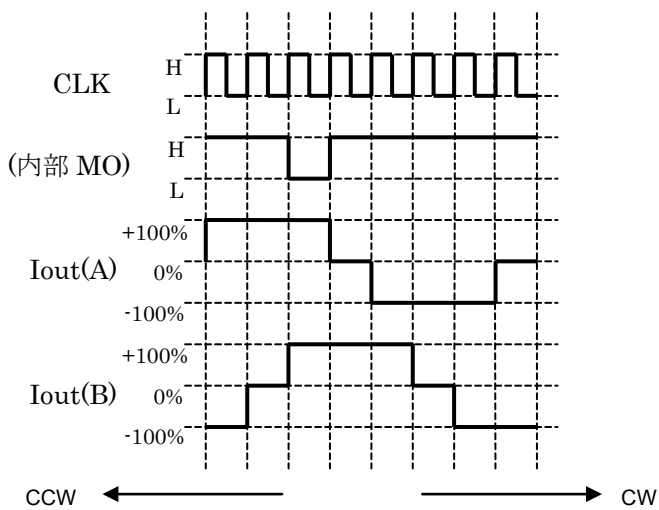 CLK
H
L
(内部 MO)
H
L
Iout(A)
+100%
0%
-100%
Iout(B)
+100%
0%
-100%
CCW
CW